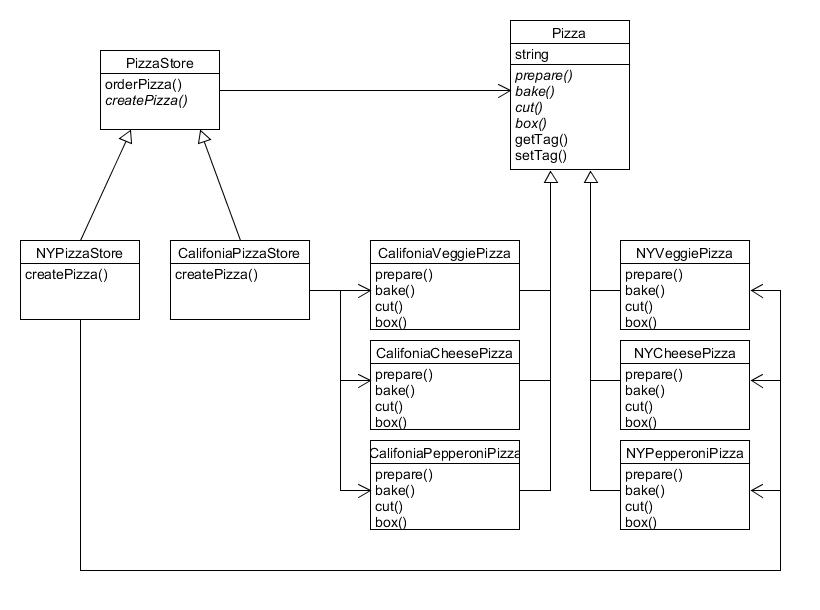 Pizza
string
prepare()
bake()
cut()
box()
getTag()
setTag()
PizzaStore
orderPizza()
createPizza()
NYPizzaStore
createPizza()
CalifoniaPizzaStore
createPizza()
CalifoniaVeggiePizza
prepare()
bake()
cut()
box()
NYVeggiePizza
prepare()
bake()
cut()
box()
CalifoniaCheesePizza
prepare()
bake()
cut()
box()
NYCheesePizza
prepare()
bake()
cut()
box()
CalifoniaPepperoniPizza
prepare()
bake()
cut()
box()
NYPepperoniPizza
prepare()
bake()
cut()
box()